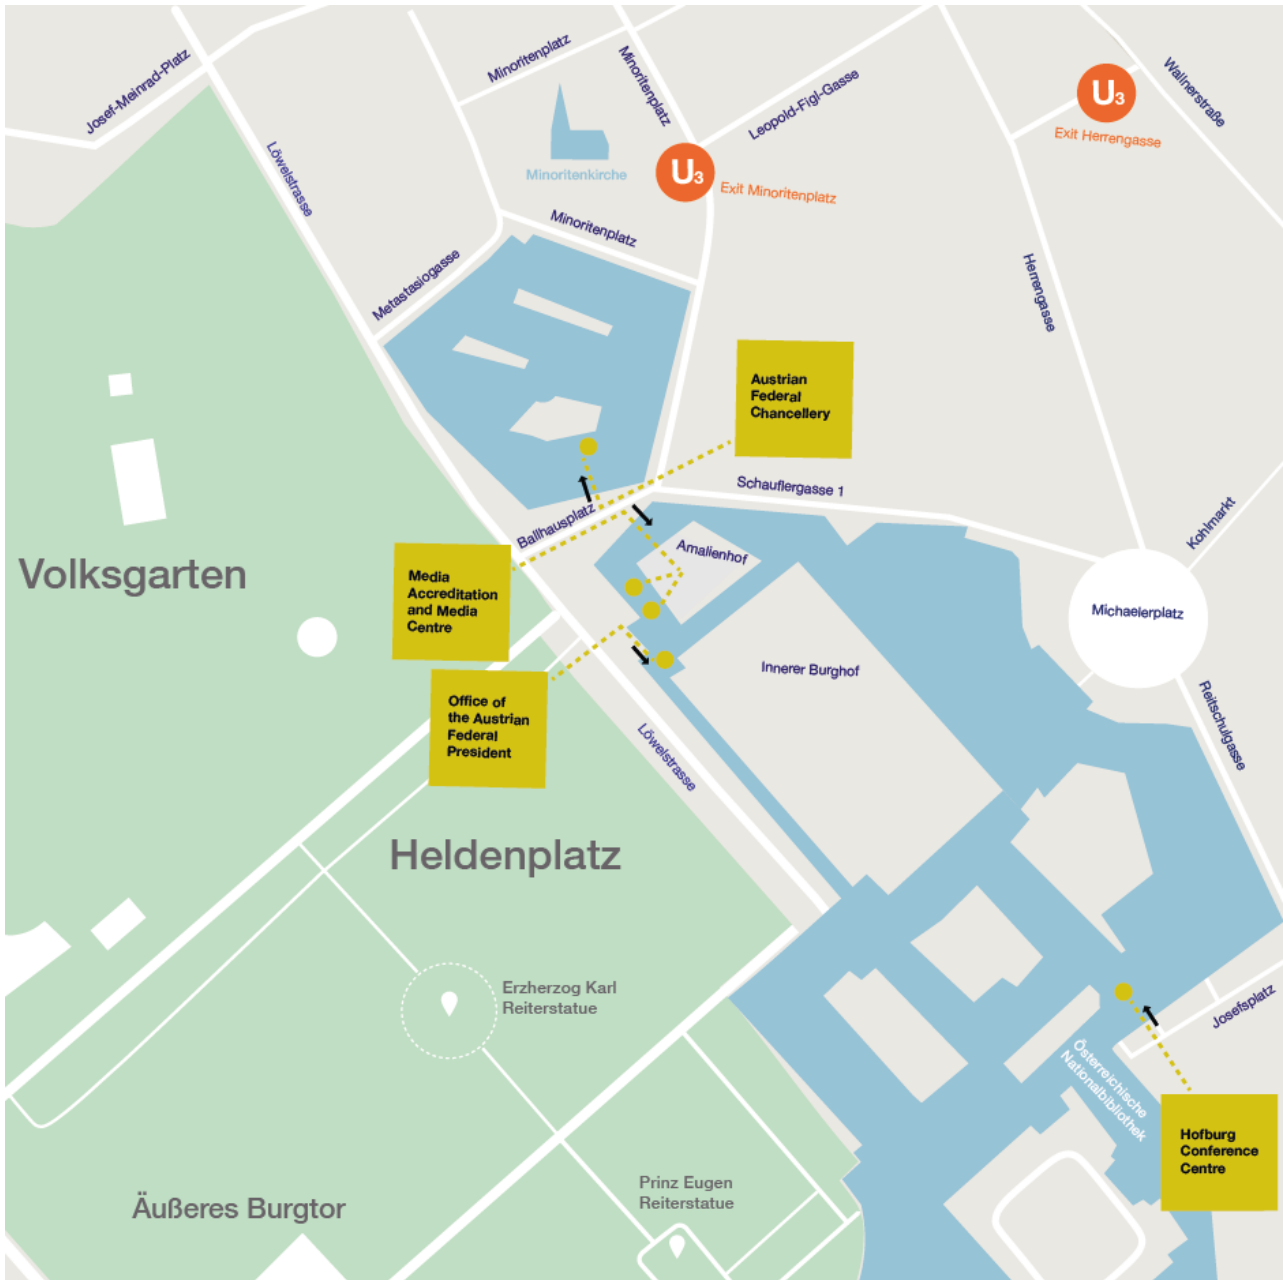 Josef-Meinrad-Platz
Minoritenplatz
Minoritenplatz
Leopold-Figl-Gasse
Wallnerstraße
U3
Exit Herrengasse
Löwelstrasse
Minoritenkirche
U3
Exit Minoritenplatz
Minoritenplatz
Metastasiogasse
Herrengasse
Austrian
Federal
Chancellery
Schauflergasse 1
Ballhausplatz
Kohlmarkt
Amalienhof
Volksgarten
Media
Accreditation
and Media
Centre
Michaelerplatz
Innerer Burghof
Office of
the Austrian
Federal
President
Löwelstrasse
Reitschulgasse
Heldenplatz
Erzherzog Karl
Reiterstatue
Josefsplatz
Österreichische
Nationalbibliothek
Hofburg
Conference
Centre
Prinz Eugen
Reiterstatue
Äußeres Burgtor